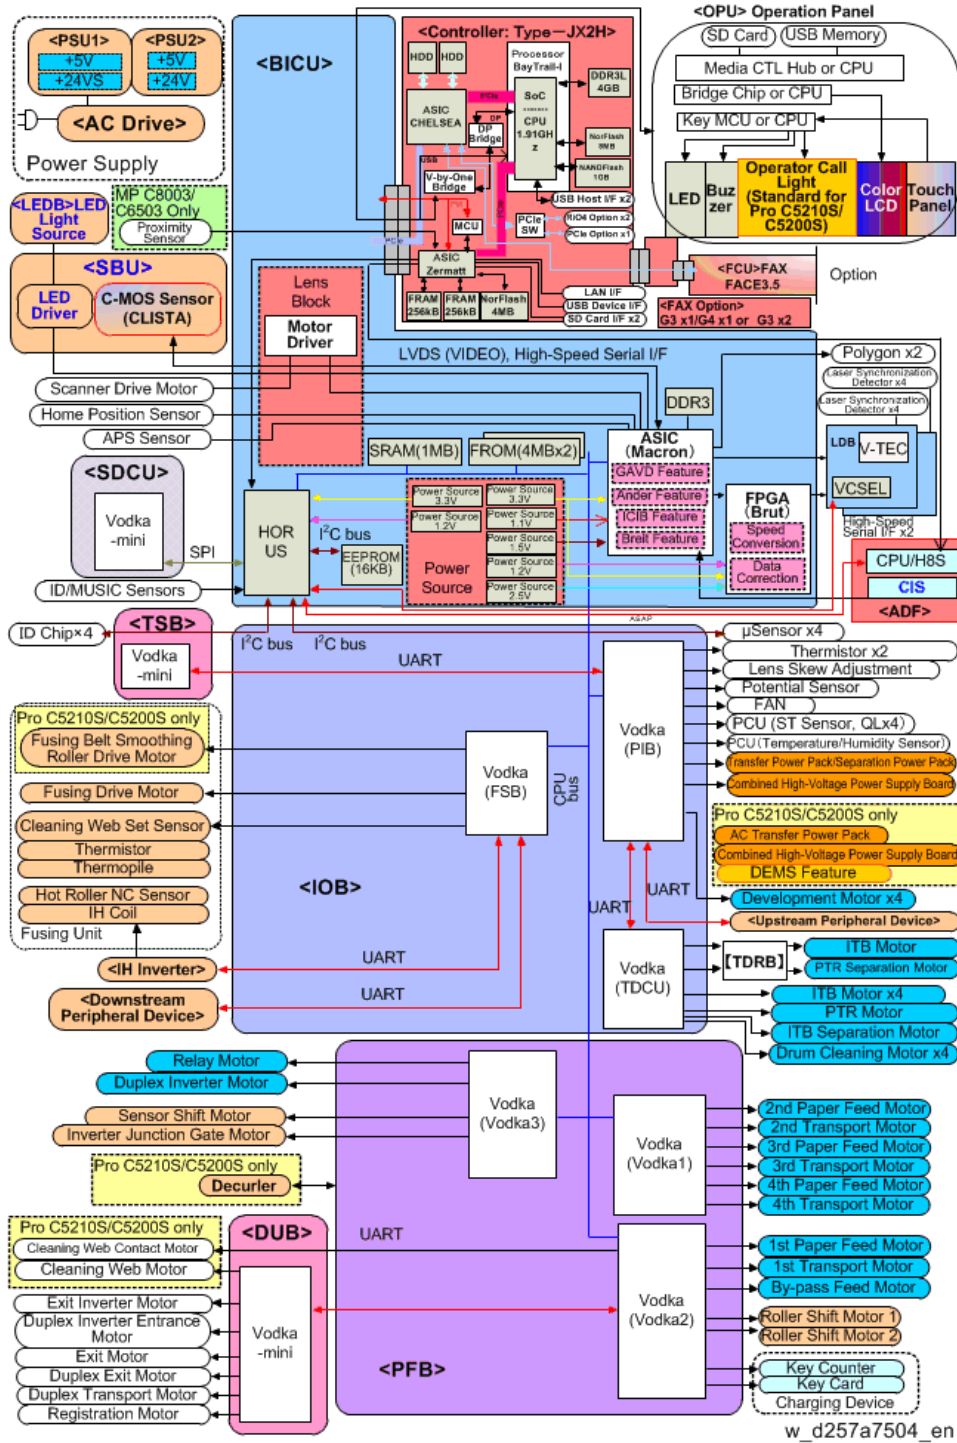 <PSU1>
+5V
+24VS
<PSU2>
+5V
+24V
<AC Drive>
Power Supply
<LEDB>LED
Light
Source
MP C8003/
C6503 Only
Proximity
Sensor
<SBU>
LED
Driver
C-MOS Sensor
(CLISTA)
Scanner Drive Motor
Home Position Sensor
APS Sensor
<SDCU>
Vodka
-mini
SPI
ID/MUSIC Sensors
<BICU>
<Controller: Type-JX2H>
HDD
HDD
Processor
BayTrail-I
SoC
CPU
1.91GH
z
DDR3L
4GB
ASIC
CHELSEA
PCIe
DP
DP
Bridge
USB
V-by-One
Bridge
NorFlash
8MB
NANDFlash
1GB
USB Host I/F x2
PCIe
PCIe
SW
RiO4 Option x2
PCIe Option x1
MCU
PCIe
ASIC
Zermatt
FRAM
256kB
FRAM
256kB
NorFlash
4MB
LAN I/F
USB Device I/F
SD Card I/F x2
<OPU> Operation Panel
SD Card
USB Memory
Media CTL Hub or CPU
Bridge Chip or CPU
Key MCU or CPU
LED
Buz
zer
Operator Call
Light
(Standard for
Pro C5210S/
C5200S)
Color
LCD
Touch
Panel
<FCU>FAX
FACE3.5
Option
<FAX Option>
G3 x1/G4 x1 or G3 x2
Lens
Block
Motor
Driver
LVDS (VIDEO), High-Speed Serial I/F
Polygon x2
Laser Synchronization
Detector x4
Laser Synchronization
Detector x4
DDR3
SRAM(1MB)
FROM(4MBx2)
ASIC
(Macron)
GAVD Feature
Ander Feature
ICIB Feature
Breit Feature
LDB
V-TEC
VCSEL
High-Speed
Serial I/F x2
FPGA
(Brut)
Speed
Conversion
Data
Correction
HOR
US
I²C bus
EEPROM
(16KB)
Power Source
3.3V
Power Source
1.2V
Power Source
3.3V
Power Source
1.1V
Power Source
1.5V
Power Source
1.2V
Power Source
2.5V
Power
Source
CPU/H8S
CIS
<ADF>
ID Chip×4
<TSB>
Vodka
-mini
I²C bus
I²C bus
UART
ASAP
Vodka
(PIB)
μSensor x4
Thermistor x2
Lens Skew Adjustment
Potential Sensor
FAN
PCU (ST Sensor, QLx4)
PCU(Temperature/Humidity Sensor)
Transfer Power Pack/Separation Power Pack
Combined High-Voltage Power Supply Board
Pro C5210S/C5200S only
AC Transfer Power Pack
Combined High-Voltage Power Supply Board
DEMS Feature
Development Motor x4
<Upstream Peripheral Device>
Pro C5210S/C5200S only
Fusing Belt Smoothing
Roller Drive Motor
Fusing Drive Motor
Cleaning Web Set Sensor
Thermistor
Thermopile
Hot Roller NC Sensor
IH Coil
Fusing Unit
<IH Inverter>
<Downstream
Peripheral Device>
Vodka
(FSB)
CPU
bus
<IOB>
UART
UART
UART
UART
Vodka
(TDCU)
【TDRB】
ITB Motor
PTR Separation Motor
ITB Motor x4
PTR Motor
ITB Separation Motor
Drum Cleaning Motor x4
Relay Motor
Duplex Inverter Motor
Sensor Shift Motor
Inverter Junction Gate Motor
Pro C5210S/C5200S only
Decurler
Vodka
(Vodka3)
Vodka
(Vodka1)
2nd Paper Feed Motor
2nd Transport Motor
3rd Paper Feed Motor
3rd Transport Motor
4th Paper Feed Motor
4th Transport Motor
Pro C5210S/C5200S only
Cleaning Web Contact Motor
Cleaning Web Motor
Exit Inverter Motor
Duplex Inverter Entrance
Motor
Exit Motor
Duplex Exit Motor
Duplex Transport Motor
Registration Motor
<DUB>
Vodka
-mini
UART
<PFB>
Vodka
(Vodka2)
1st Paper Feed Motor
1st Transport Motor
By-pass Feed Motor
Roller Shift Motor 1
Roller Shift Motor 2
Key Counter
Key Card
Charging Device
w_d257a7504_en